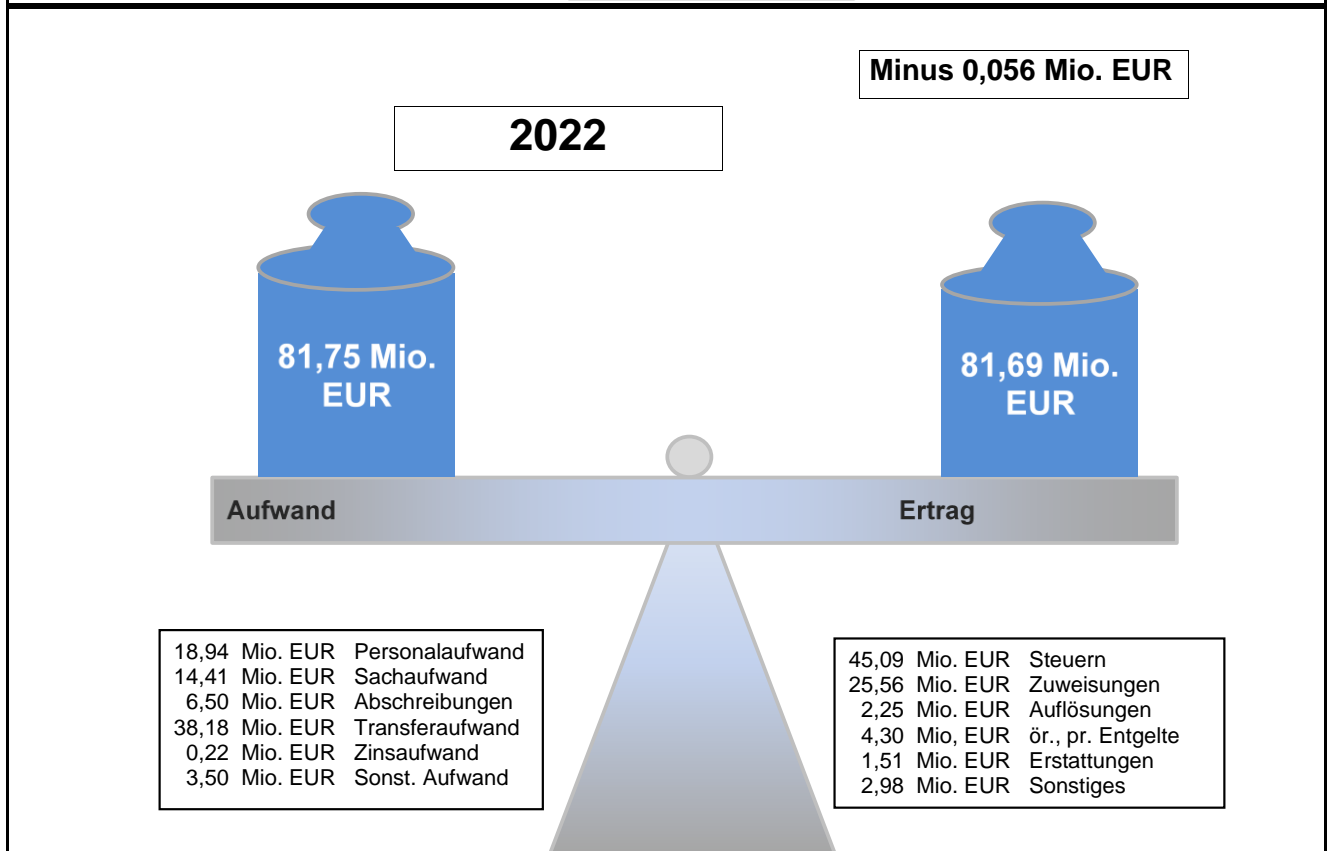 Minus 0,056 Mio. EUR
2022
81,75 Mio.
EUR
81,69 Mio.
EUR
Aufwand
Ertrag
18,94 Mio. EUR Personalaufwand
14,41 Mio. EUR Sachaufwand
6,50 Mio. EUR Abschreibungen
38,18 Mio. EUR Transferaufwand
0,22 Mio. EUR Zinsaufwand
3,50 Mio. EUR Sonst. Aufwand
45,09 Mio. EUR Steuern
25,56 Mio. EUR Zuweisungen
2,25 Mio. EUR Auflösungen
4,30 Mio, EUR ör., pr. Entgelte
1,51 Mio. EUR Erstattungen
2,98 Mio. EUR Sonstiges